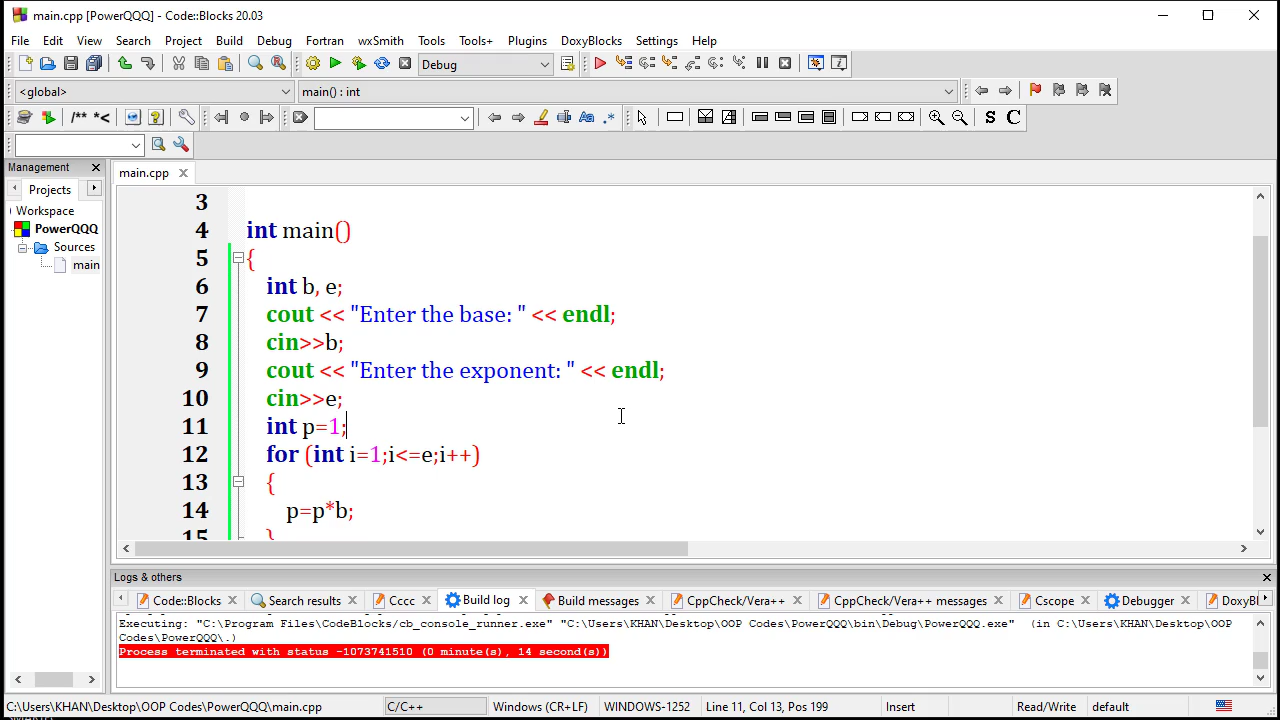 main.cpp [PowerQQQ] - Code::Blocks 20.03
File Edit View Search Project Build Debug Fortran wxSmith Tools Tools+ Plugins DoxyBlocks Settings Help
Debug
<global> main() : int
/** *< ? Aa .* S C
Management main.cpp
Projects
Workspace
PowerQQQ
Sources
main
3
4 int main()
5 {
6 int b, e;
7 cout << "Enter the base: " << endl;
8 cin>>b;
9 cout << "Enter the exponent: " << endl;
10 cin>>e;
11 int p=1;
12 for (int i=1;i<=e;i++)
13 {
14 p=p*b;
15 }
Logs & others
Code::Blocks Search results Cccc Build log Build messages CppCheck/Vera++ CppCheck/Vera++ messages Cscope Debugger DoxyBl
Executing: "C:\Program Files\CodeBlocks/cb_console_runner.exe" "C:\Users\KHAN\Desktop\OOP Codes\PowerQQQ\bin\Debug\PowerQQQ.exe" (in C:\Users\KHAN\Desktop\OOP
Codes\PowerQQQ\.)
Process terminated with status -1073741510 (0 minute(s), 14 second(s))
C:\Users\KHAN\Desktop\OOP Codes\PowerQQQ\main.cpp C/C++ Windows (CR+LF) WINDOWS-1252 Line 11, Col 13, Pos 199 Insert Read/Write default